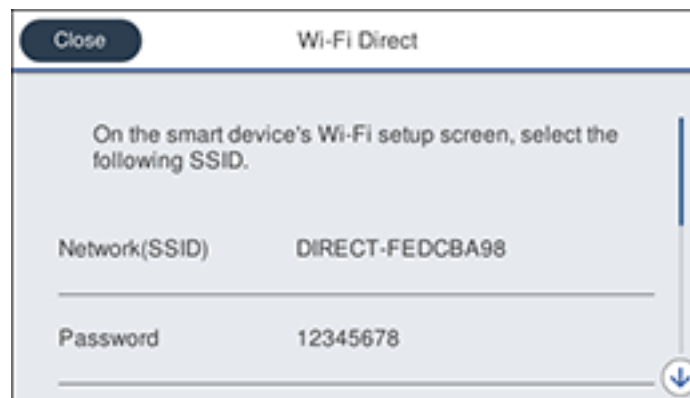 Close
Wi-Fi Direct
On the smart device's Wi-Fi setup screen, select the
following SSID.
Network(SSID) DIRECT-FEDCBA98
Password 12345678